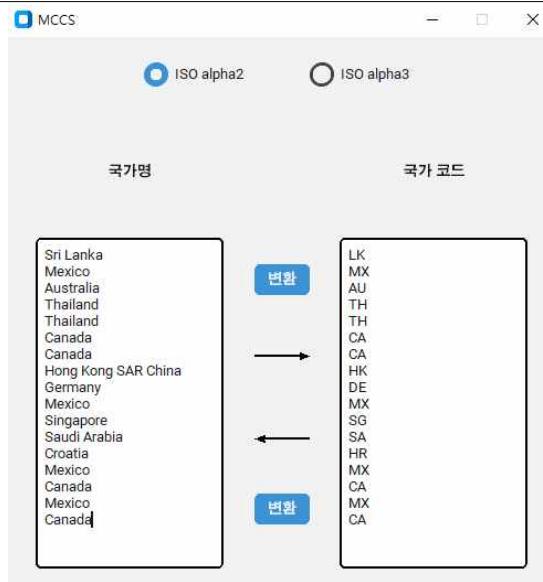 MCCS
ISO alpha2
ISO alpha3
국가명
국가 코드
Sri Lanka
Mexico
Australia
Thailand
Thailand
Canada
Canada
Hong Kong SAR China
Germany
Mexico
Singapore
Saudi Arabia
Croatia
Mexico
Canada
Mexico
Canada
변환
변환
LK
MX
AU
TH
TH
CA
CA
HK
DE
MX
SG
SA
HR
MX
CA
MX
CA